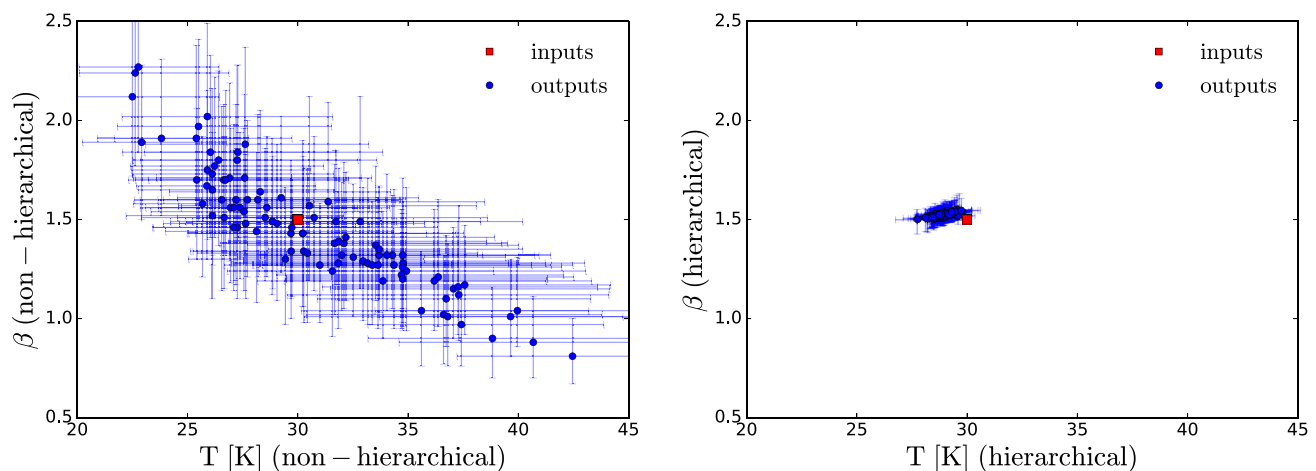 2.5
2.0
1.5
1.0
0.5
β (non − hierarchical)
inputs
outputs
20 25 30 35 40 45
T [K] (non − hierarchical)
2.5
2.0
1.5
1.0
0.5
β (hierarchical)
inputs
outputs
20 25 30 35 40 45
T [K] (hierarchical)